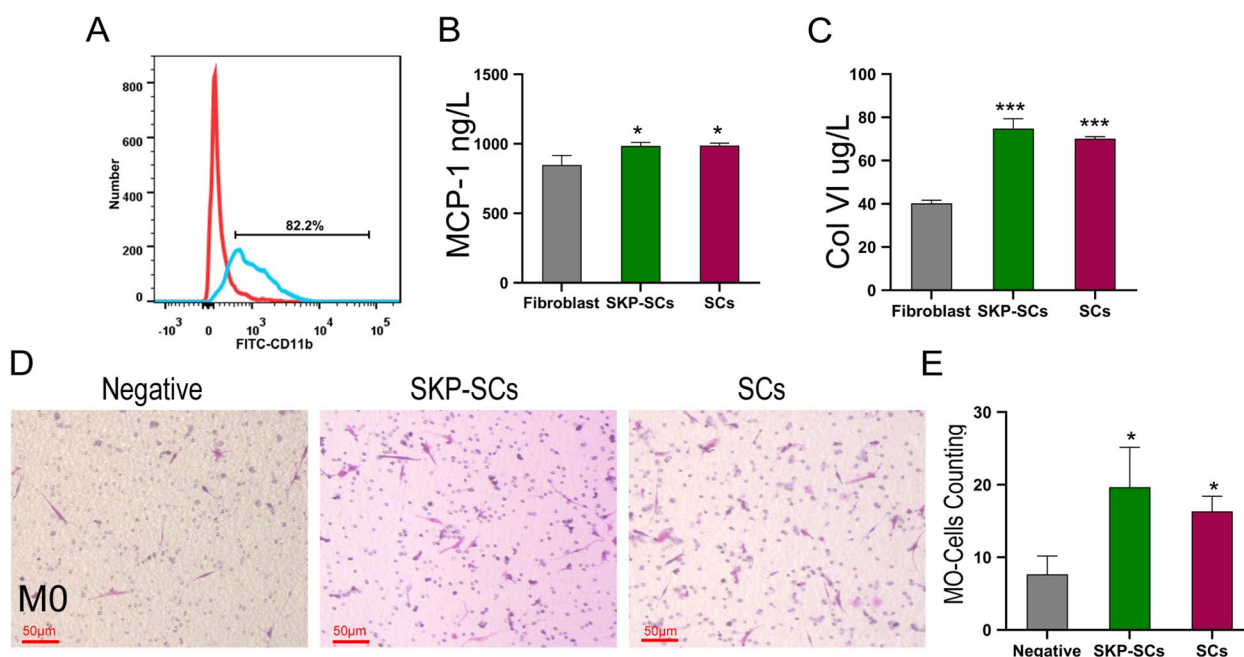 A
Number
800
600
400
200
0
82.2%
-10³ 0 10³ 10⁴ 10⁵
FITC-CD11b
B
MCP-1 ng/L
1500
1000
500
0
* *
Fibroblast SKP-SCs SCs
C
Col VI ug/L
100
80
60
40
20
0
*** ***
Fibroblast SKP-SCs SCs
D
Negative SKP-SCs SCs
M0
50μm 50μm 50μm
E
MO-Cells Counting
30
20
10
0
* *
Negative SKP-SCs SCs